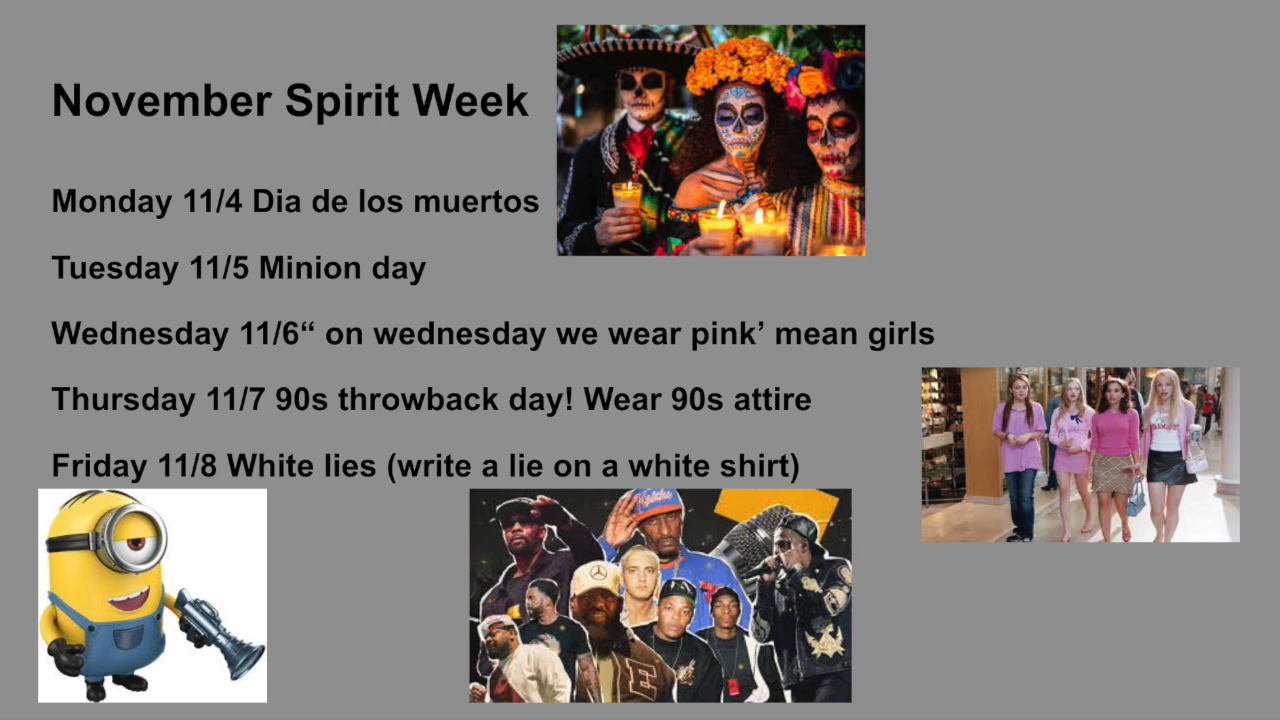 November Spirit Week
Monday 11/4 Dia de los muertos
Tuesday 11/5 Minion day
Wednesday 11/6“ on wednesday we wear pink’ mean girls
Thursday 11/7 90s throwback day! Wear 90s attire
Friday 11/8 White lies (write a lie on a white shirt)